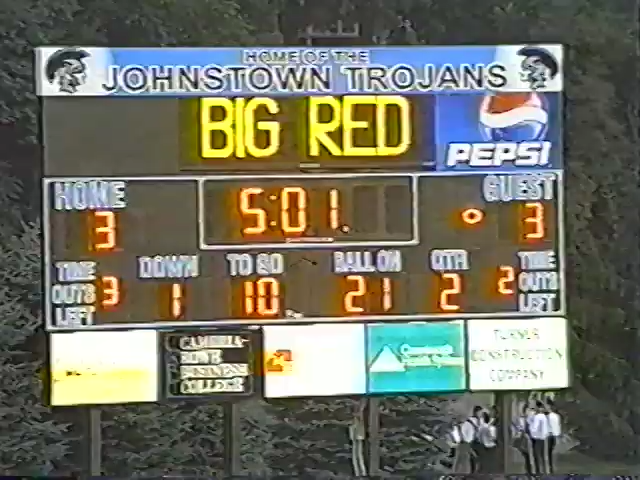 HOME OF THE
JOHNSTOWN TROJANS
BIG RED
PEPSI
HOME 3
5:01
GUEST 3
TIME OUTS LEFT 3
DOWN 1
TO GO 10
BALL ON 21
QTR 2
TIME OUTS LEFT 2
CAMBRIA-
ROWE
BUSINESS
COLLEGE
TURNER
CONSTRUCTION
COMPANY